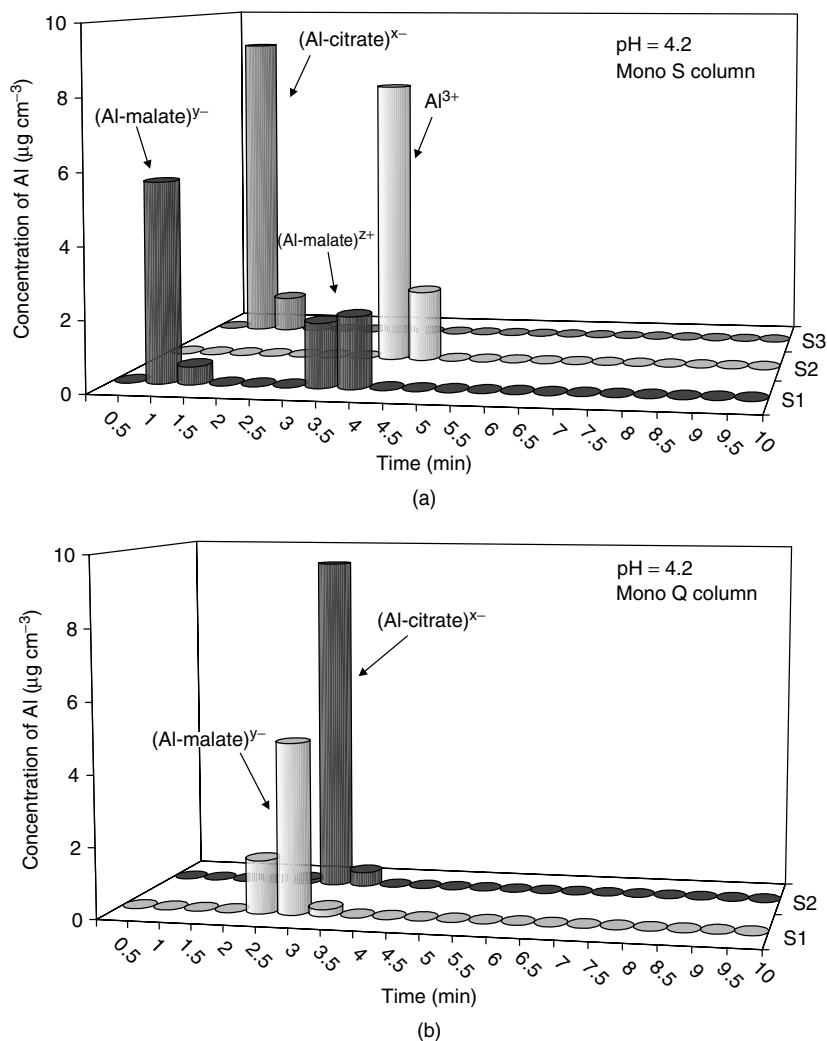 10
8
6
4
2
0
Concentration of Al (μg cm⁻³)
(Al-malate)ʸ⁻
(Al-citrate)ˣ⁻
(Al-malate)ᶻ⁺
Al³⁺
pH = 4.2
Mono S column
S3
S2
S1
0.5 1 1.5 2 2.5 3 3.5 4 4.5 5 5.5 6 6.5 7 7.5 8 8.5 9 9.5 10
Time (min)
(a)
10
8
6
4
2
0
Concentration of Al (μg cm⁻³)
(Al-malate)ʸ⁻
(Al-citrate)ˣ⁻
pH = 4.2
Mono Q column
S2
S1
0.5 1 1.5 2 2.5 3 3.5 4 4.5 5 5.5 6 6.5 7 7.5 8 8.5 9 9.5 10
Time (min)
(b)